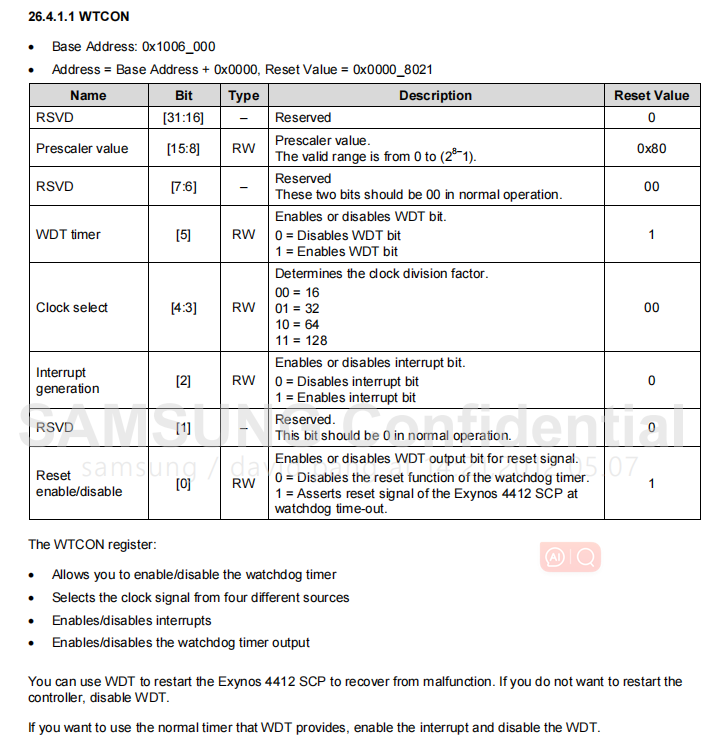 26.4.1.1 WTCON
• Base Address: 0x1006_000
• Address = Base Address + 0x0000, Reset Value = 0x0000_8021
Name Bit Type Description Reset Value
RSVD [31:16] – Reserved 0
Prescaler value [15:8] RW Prescaler value.
The valid range is from 0 to (2⁸–1). 0x80
RSVD [7:6] – Reserved
These two bits should be 00 in normal operation. 00
WDT timer [5] RW Enables or disables WDT bit.
0 = Disables WDT bit
1 = Enables WDT bit 1
Clock select [4:3] RW Determines the clock division factor.
00 = 16
01 = 32
10 = 64
11 = 128 00
Interrupt
generation [2] RW Enables or disables interrupt bit.
0 = Disables interrupt bit
1 = Enables interrupt bit 0
RSVD [1] – Reserved.
This bit should be 0 in normal operation. 0
Reset
enable/disable [0] RW Enables or disables WDT output bit for reset signal.
0 = Disables the reset function of the watchdog timer.
1 = Asserts reset signal of the Exynos 4412 SCP at
watchdog time-out. 1
SAMSUNG Confidential
samsung / david
The WTCON register:
AI
• Allows you to enable/disable the watchdog timer
• Selects the clock signal from four different sources
• Enables/disables interrupts
• Enables/disables the watchdog timer output
You can use WDT to restart the Exynos 4412 SCP to recover from malfunction. If you do not want to restart the
controller, disable WDT.
If you want to use the normal timer that WDT provides, enable the interrupt and disable the WDT.